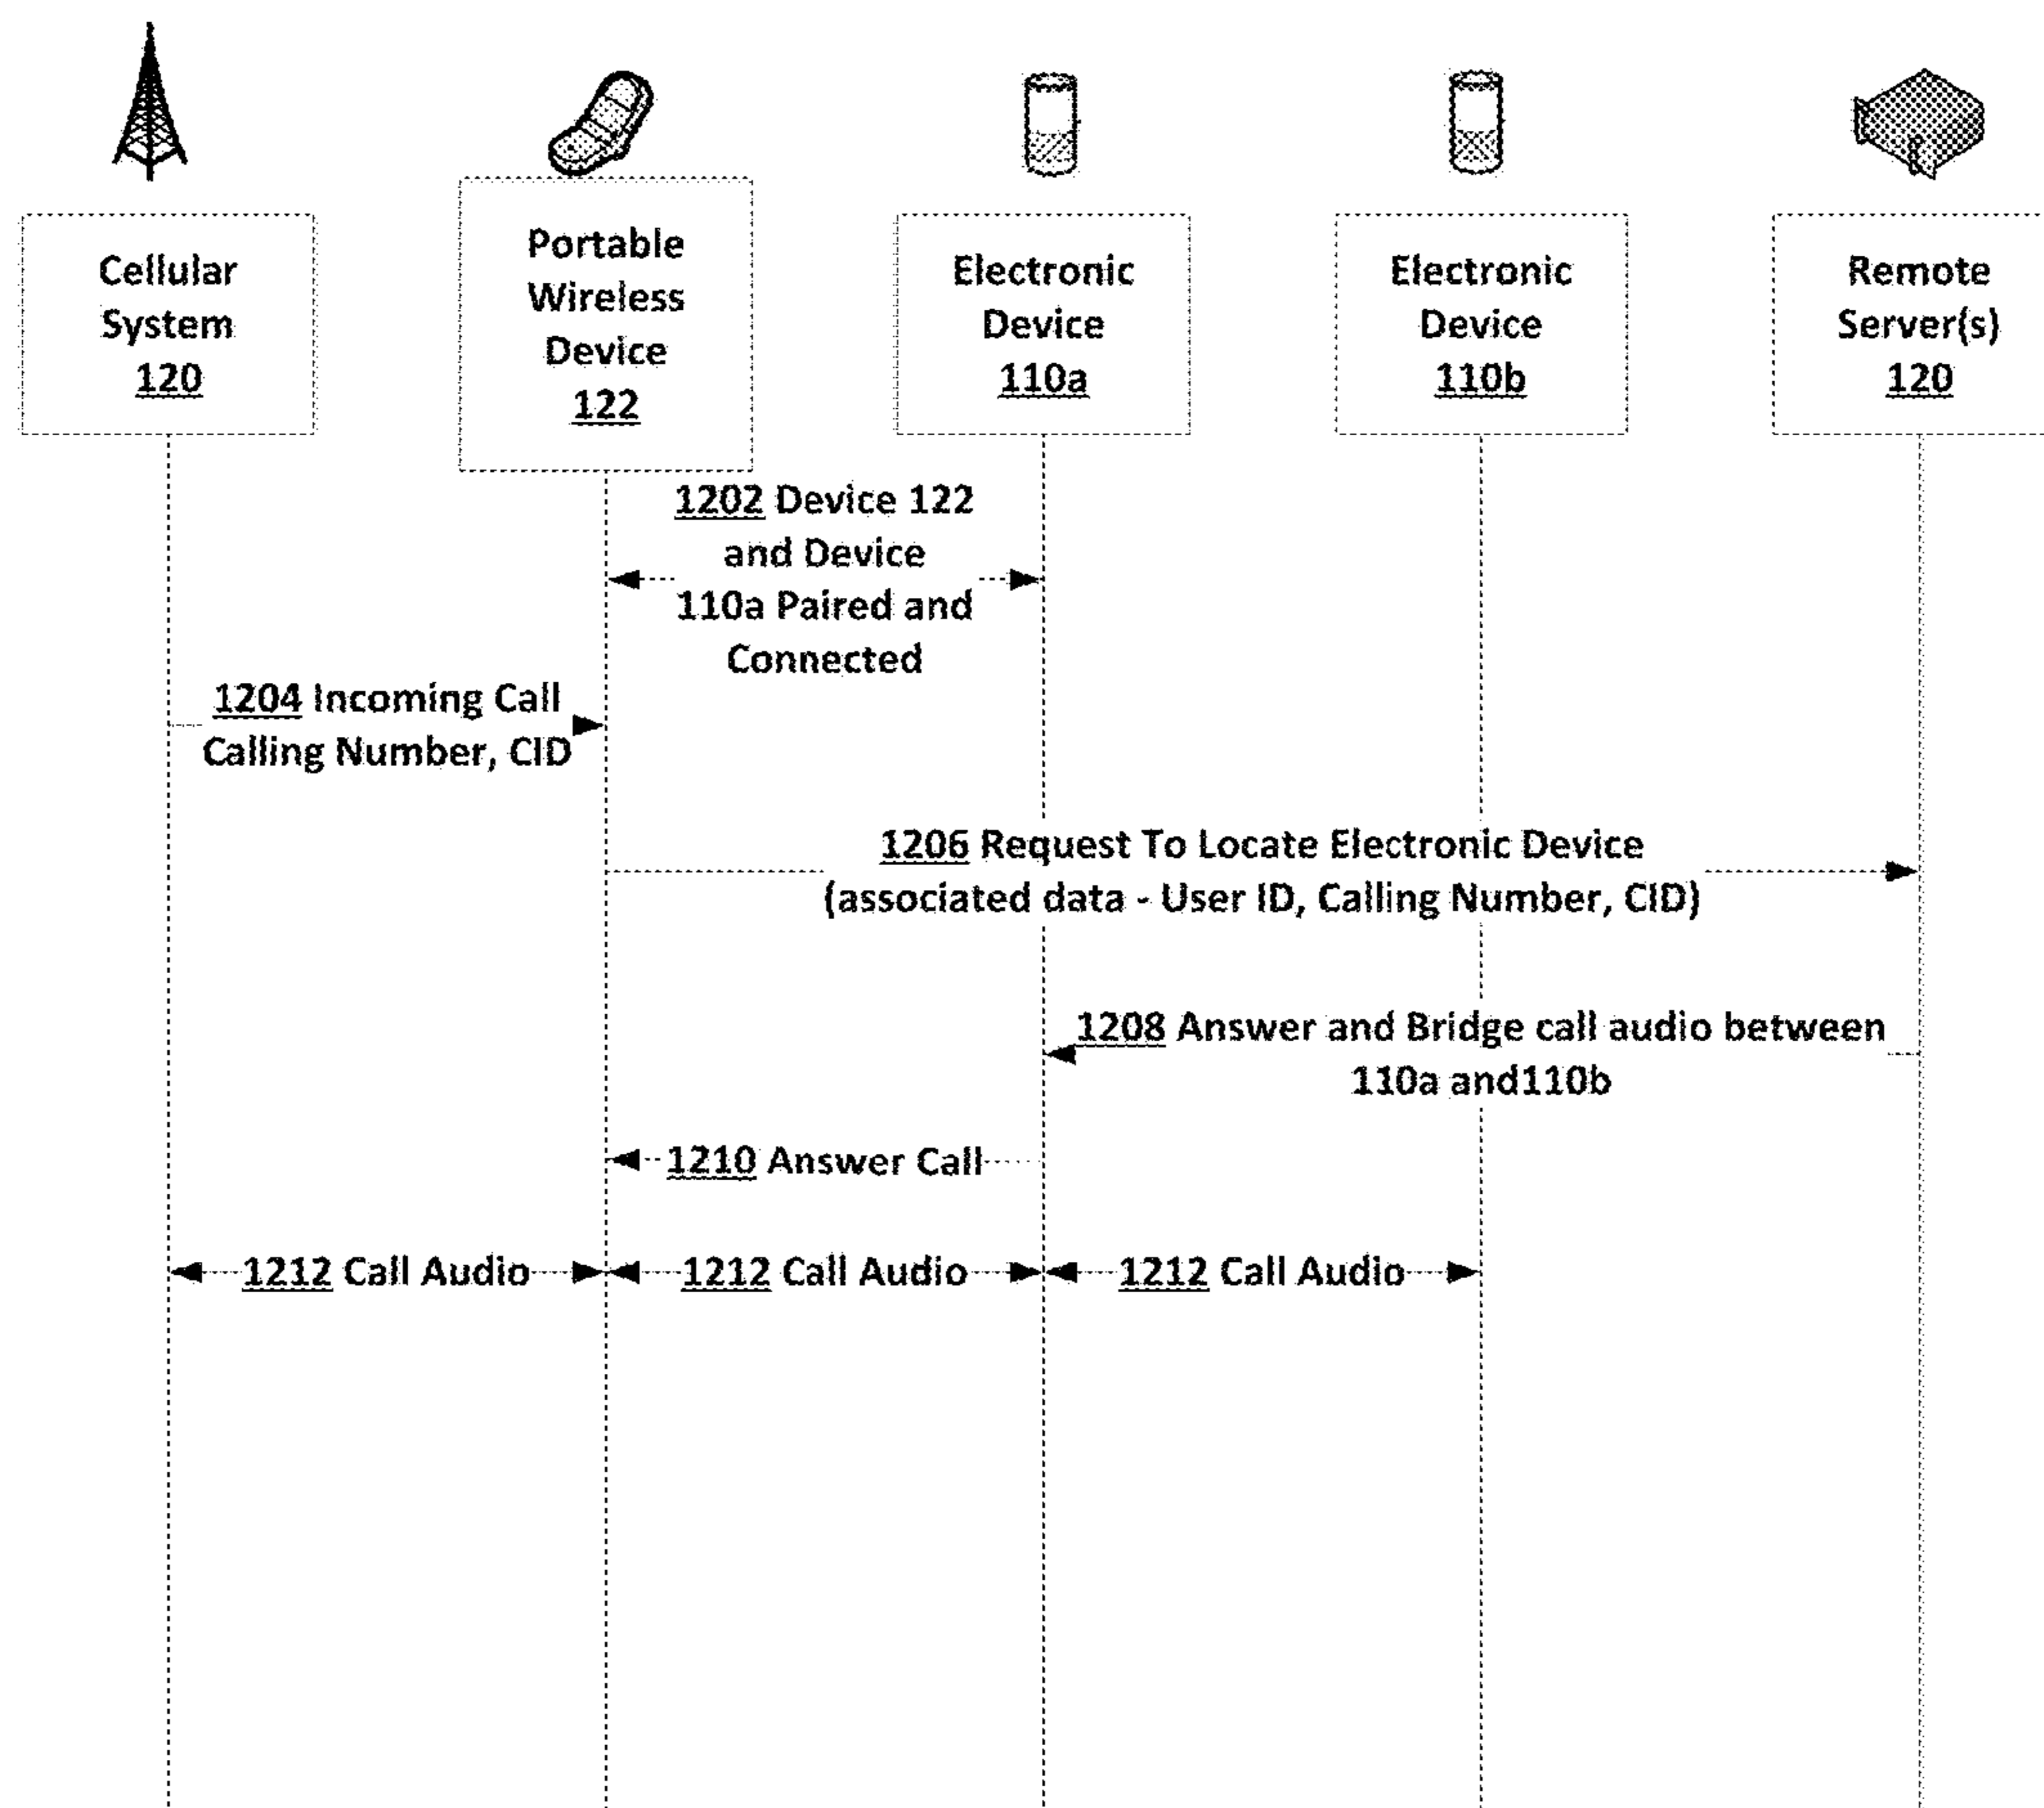 Cellular
System
120
Portable
Wireless
Device
122
Electronic
Device
110a
Electronic
Device
110b
Remote
Server(s)
120
1202 Device 122
and Device
110a Paired and
Connected
1204 Incoming Call
Calling Number, CID
1206 Request To Locate Electronic Device
(associated data - User ID, Calling Number, CID)
1208 Answer and Bridge call audio between
110a and110b
1210 Answer Call
1212 Call Audio
1212 Call Audio
1212 Call Audio